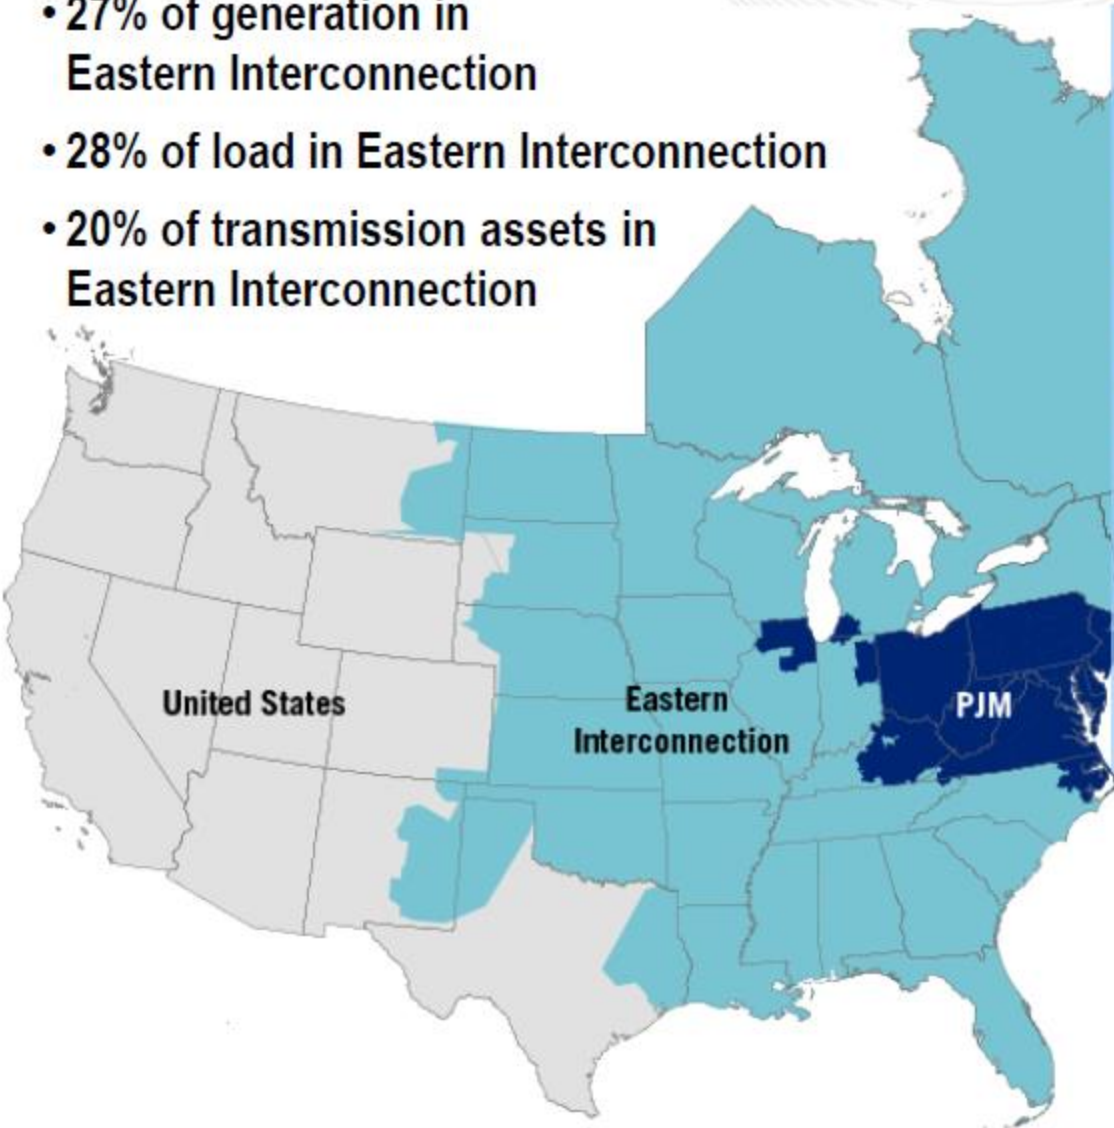 • 27% of generation in
Eastern Interconnection
• 28% of load in Eastern Interconnection
• 20% of transmission assets in
Eastern Interconnection
United States
Eastern
Interconnection
PJM